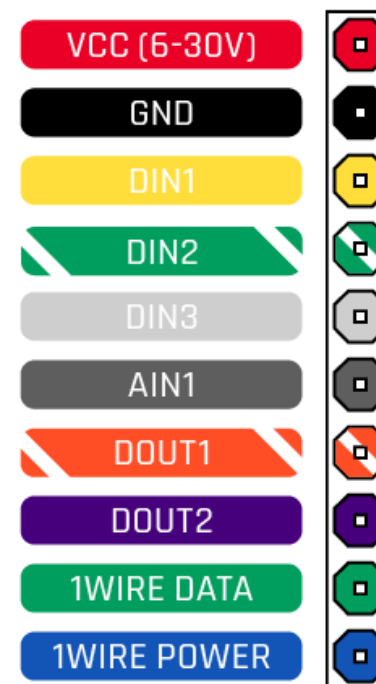 VCC (6-30V)
GND
DIN1
DIN2
DIN3
AIN1
DOUT1
DOUT2
1WIRE DATA
1WIRE POWER